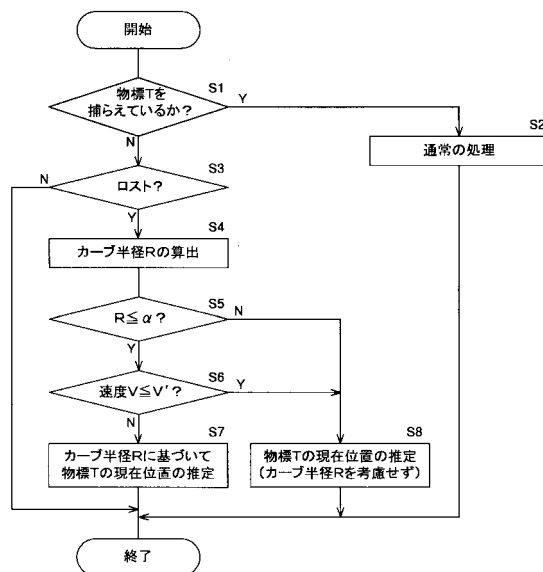 開始
S1
物標Tを
捕らえているか?
Y
N
S2
通常の処理
S3
N
ロスト?
Y
S4
カーブ半径Rの算出
S5
R≦α?
N
Y
S6
速度V≦V'?
Y
N
S7
カーブ半径Rに基づいて
物標Tの現在位置の推定
S8
物標Tの現在位置の推定
(カーブ半径Rを考慮せず)
終了